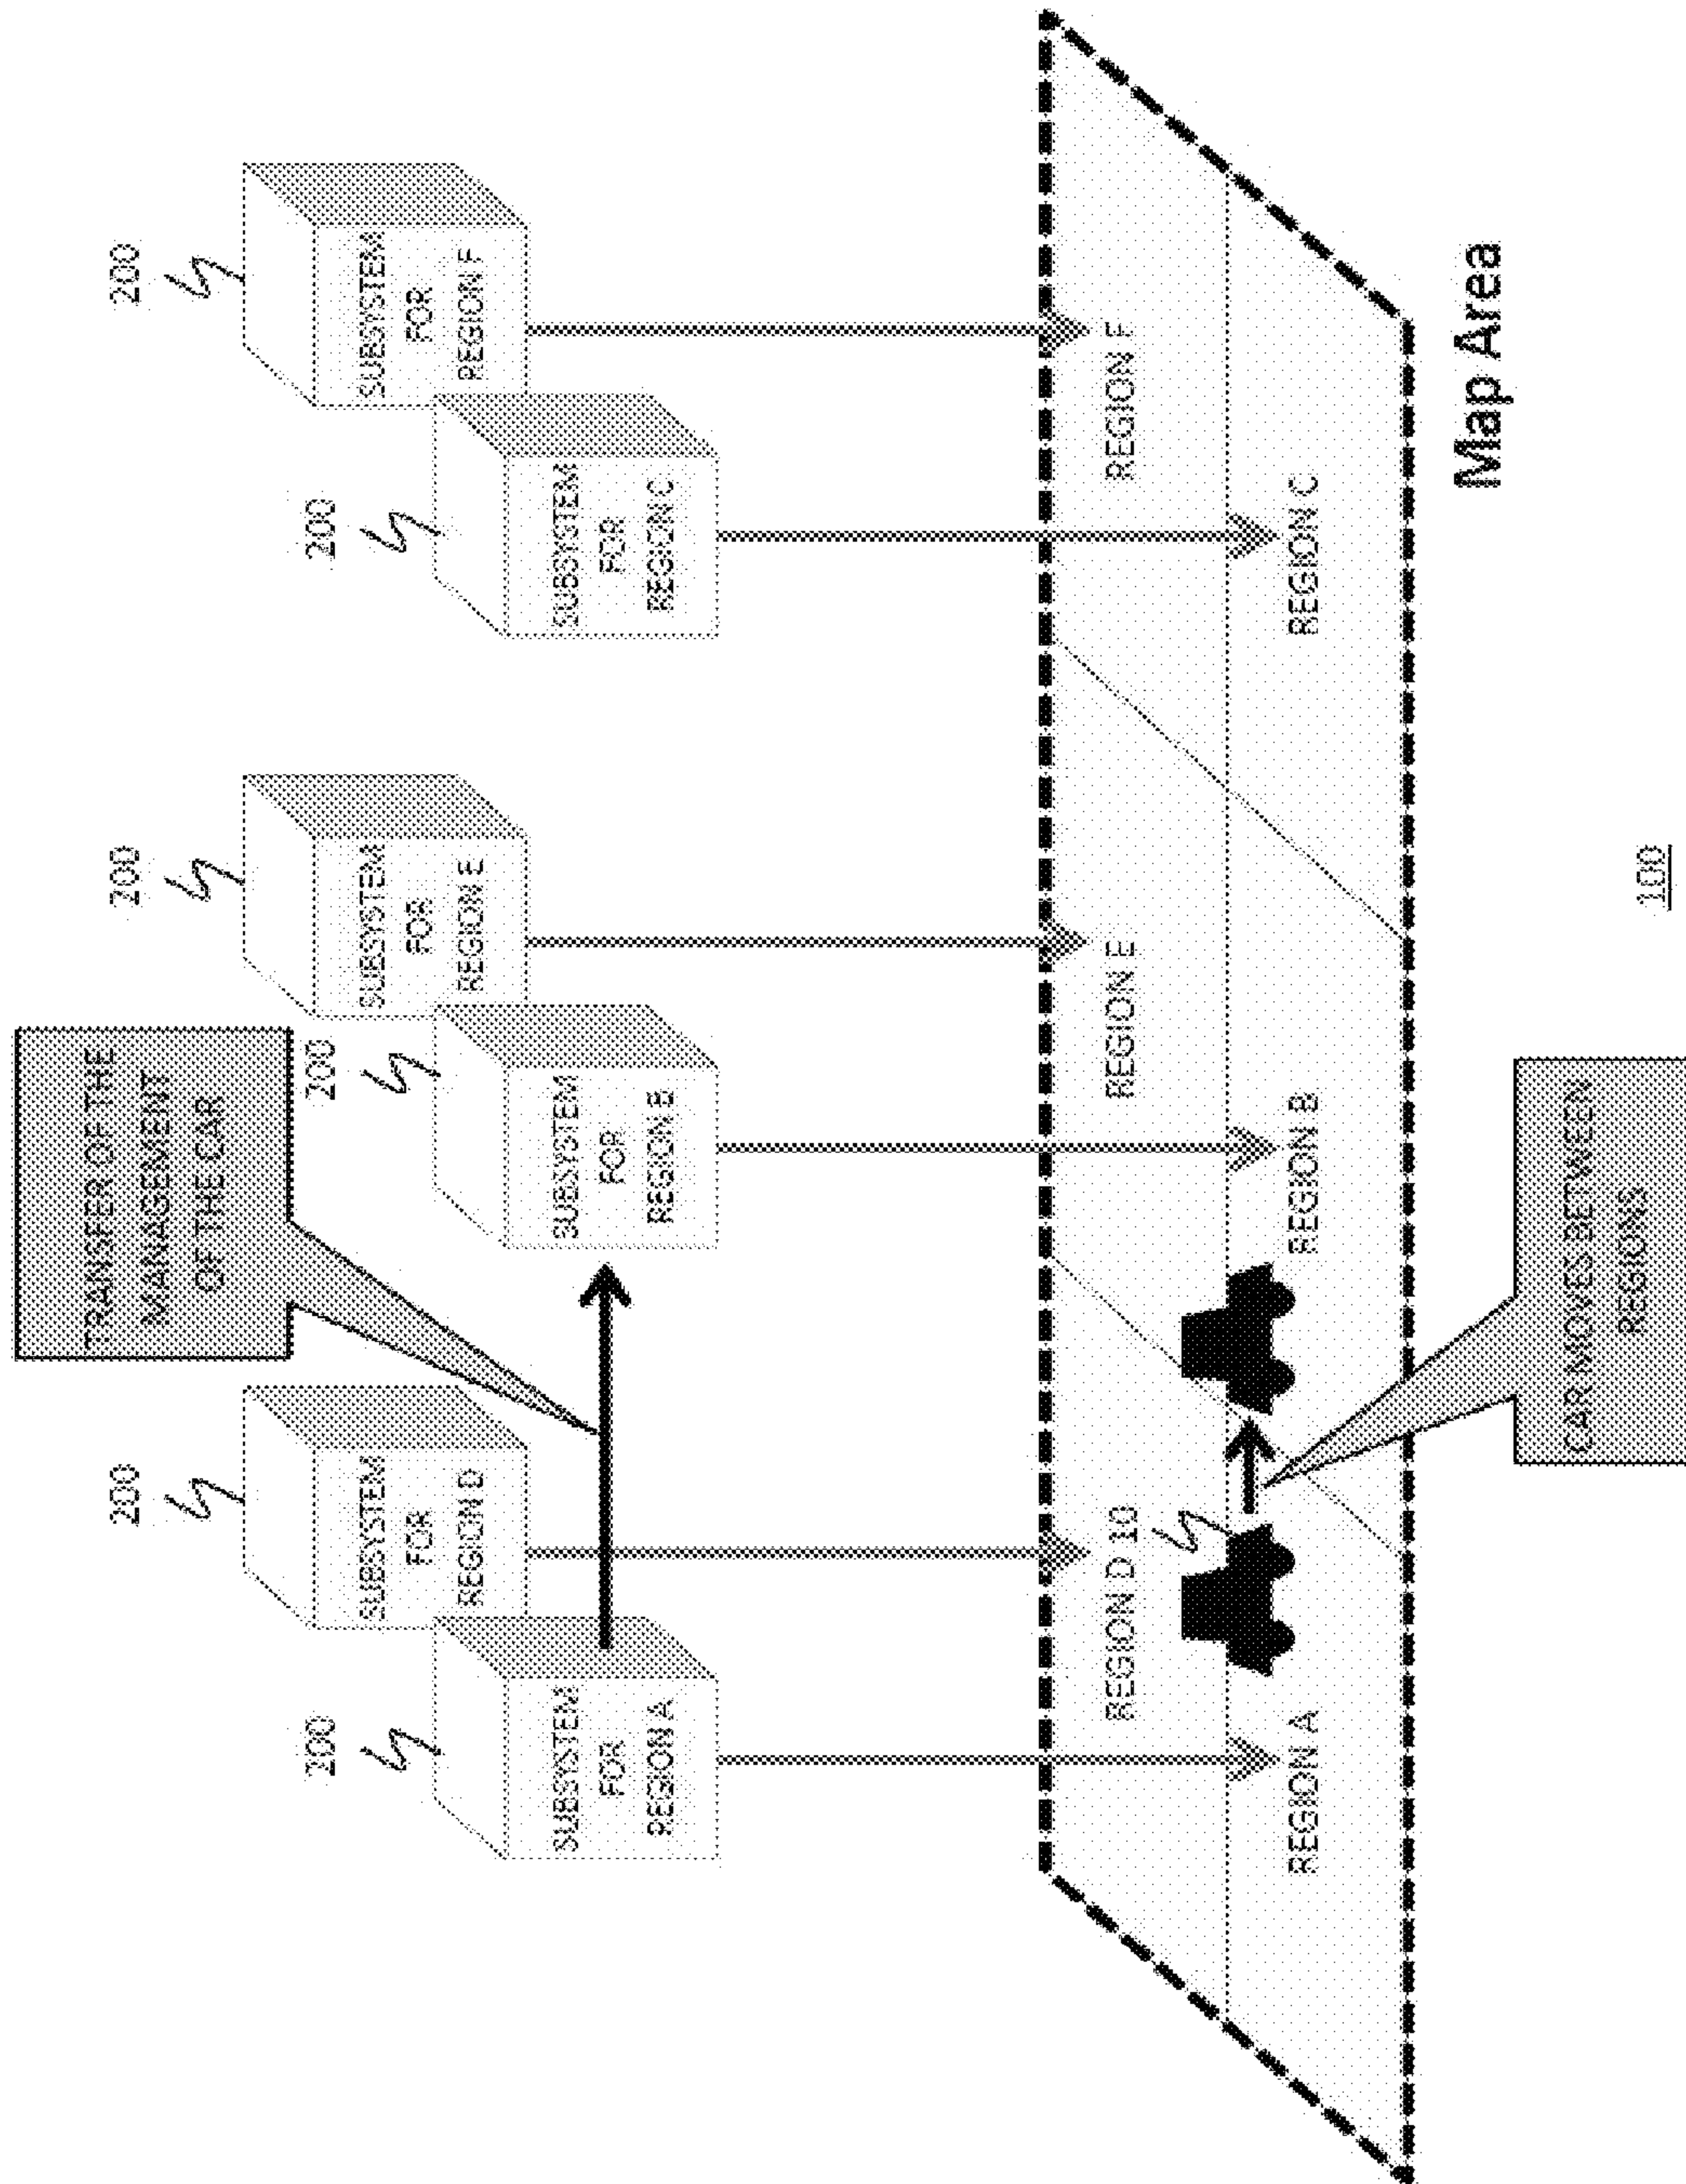 TRANSFER OF THE
MANAGEMENT
OF THE CAR
200
200
200
SUBSYSTEM
FOR
REGION D
SUBSYSTEM
FOR
REGION E
SUBSYSTEM
FOR
REGION F
200
200
200
SUBSYSTEM
FOR
REGION A
SUBSYSTEM
FOR
REGION B
SUBSYSTEM
FOR
REGION C
REGION D
10
REGION E
REGION F
REGION A
REGION B
REGION C
Map Area
CAR MOVES BETWEEN
REGIONS
100